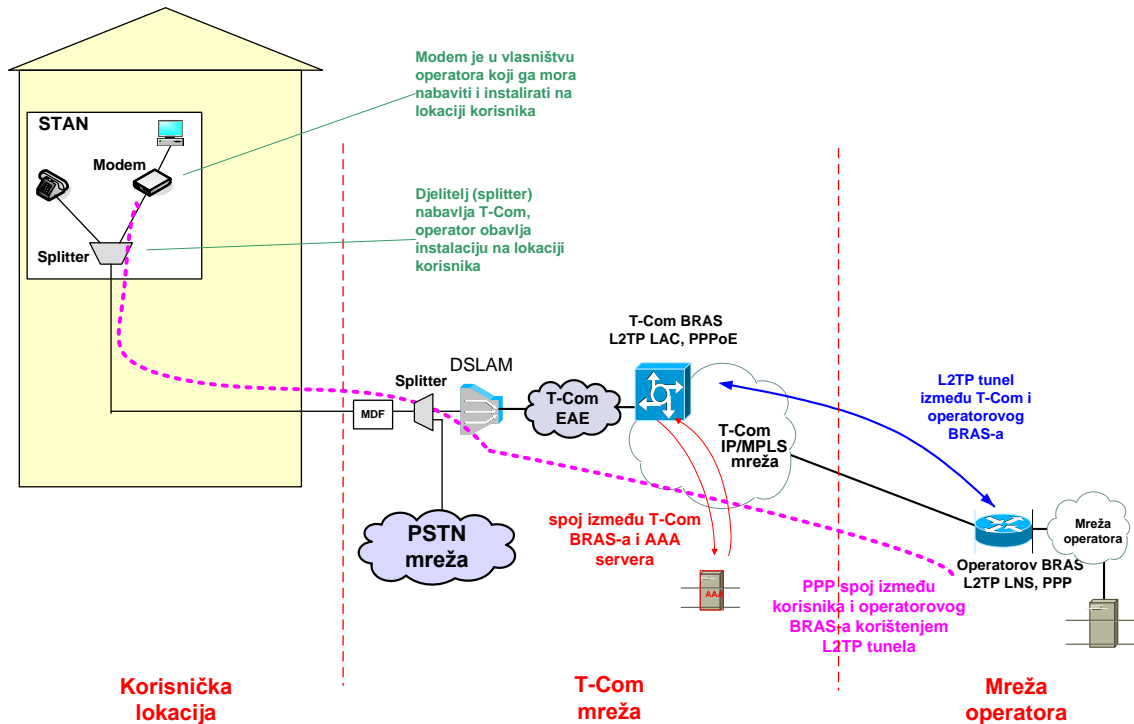 Modem je u vlasništvu
operatora koji ga mora
nabaviti i instalirati na
lokaciji korisnika
STAN
Modem
Djelitelj (splitter)
nabavlja T-Com,
operator obavlja
instalaciju na lokaciji
korisnika
Splitter
T-Com BRAS
L2TP LAC, PPPoE
DSLAM
Splitter
MDF
T-Com
EAE
L2TP tunel
između T-Com i
operatorovog
BRAS-a
T-Com
IP/MPLS
mreža
PSTN
mreža
spoj između T-Com
BRAS-a i AAA
servera
AAA
Mreža
operatora
Operatorov BRAS
L2TP LNS, PPP
PPP spoj između
korisnika i operatorovog
BRAS-a korištenjem
L2TP tunela
Korisnička
lokacija
T-Com
mreža
Mreža
operatora